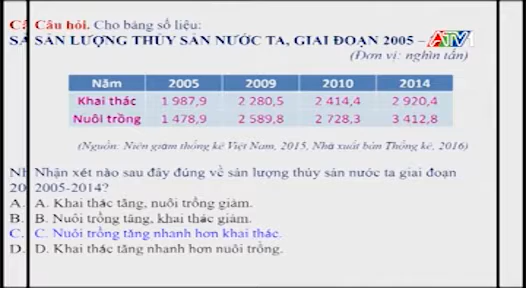 Câ Câu hỏi. Cho bảng số liệu:
SẢ SẢN LƯỢNG THỦY SẢN NƯỚC TA, GIAI ĐOẠN 2005 – ATV1
(Đơn vị: nghìn tấn)
Năm 2005 2009 2010 2014
Khai thác 1 987,9 2 280,5 2 414,4 2 920,4
Nuôi trồng 1 478,9 2 589,8 2 728,3 3 412,8
(Nguồn: Niên giám thống kê Việt Nam, 2015, Nhà xuất bản Thống kê, 2016)
Nh Nhận xét nào sau đây đúng về sản lượng thủy sản nước ta giai đoạn
20 2005-2014?
A. A. Khai thác tăng, nuôi trồng giảm.
B. B. Nuôi trồng tăng, khai thác giảm.
C. C. Nuôi trồng tăng nhanh hơn khai thác.
D. D. Khai thác tăng nhanh hơn nuôi trồng.